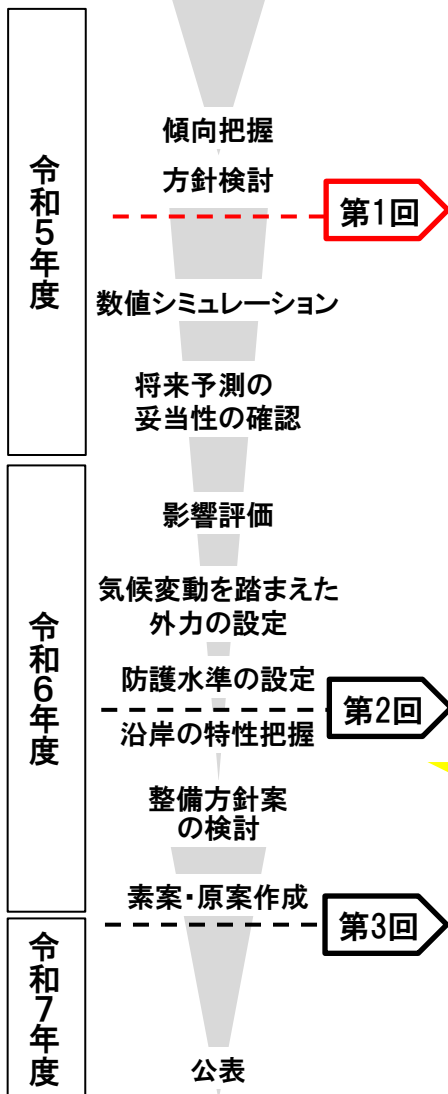 令和5年度
傾向把握
方針検討
第1回
数値シミュレーション
将来予測の
妥当性の確認
令和6年度
影響評価
気候変動を踏まえた
外力の設定
防護水準の設定
第2回
沿岸の特性把握
整備方針案
の検討
素案・原案作成
第3回
令和7年度
公表